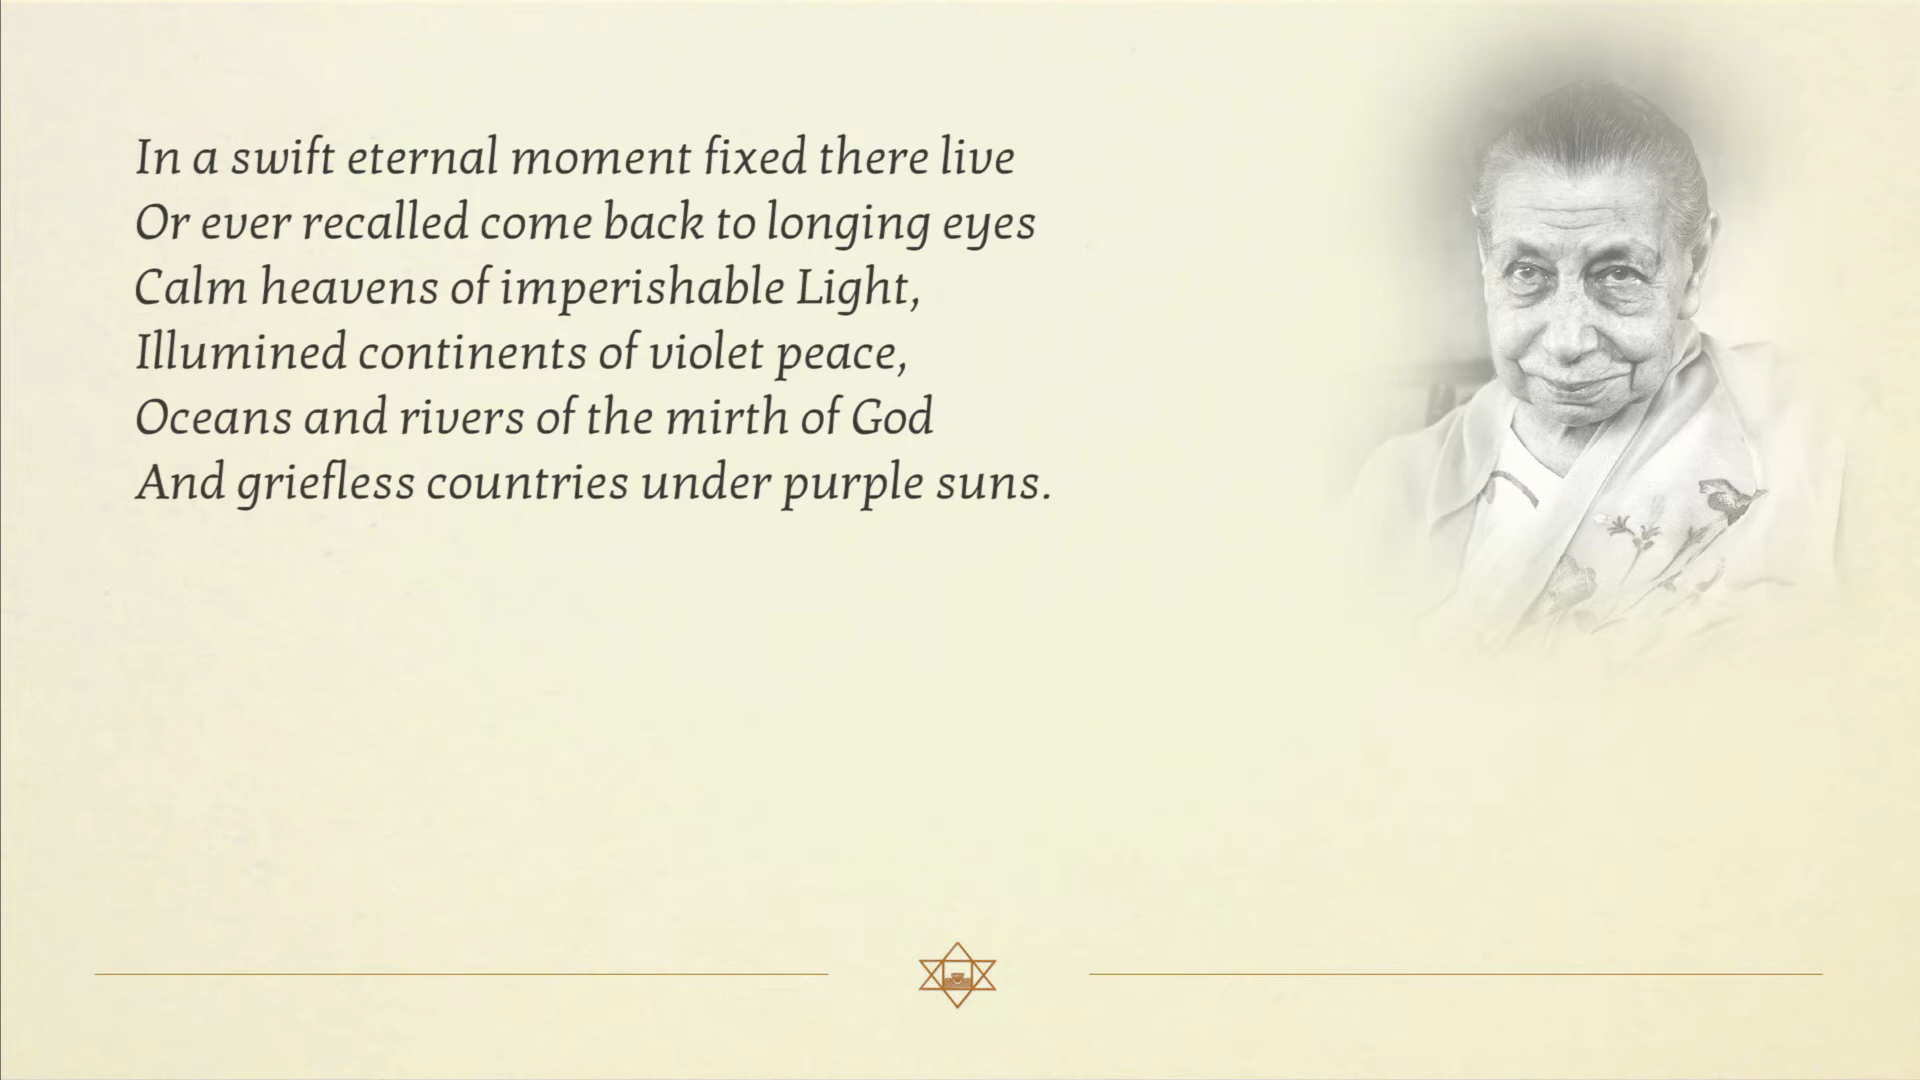 In a swift eternal moment fixed there live
Or ever recalled come back to longing eyes
Calm heavens of imperishable Light,
Illumined continents of violet peace,
Oceans and rivers of the mirth of God
And griefless countries under purple suns.